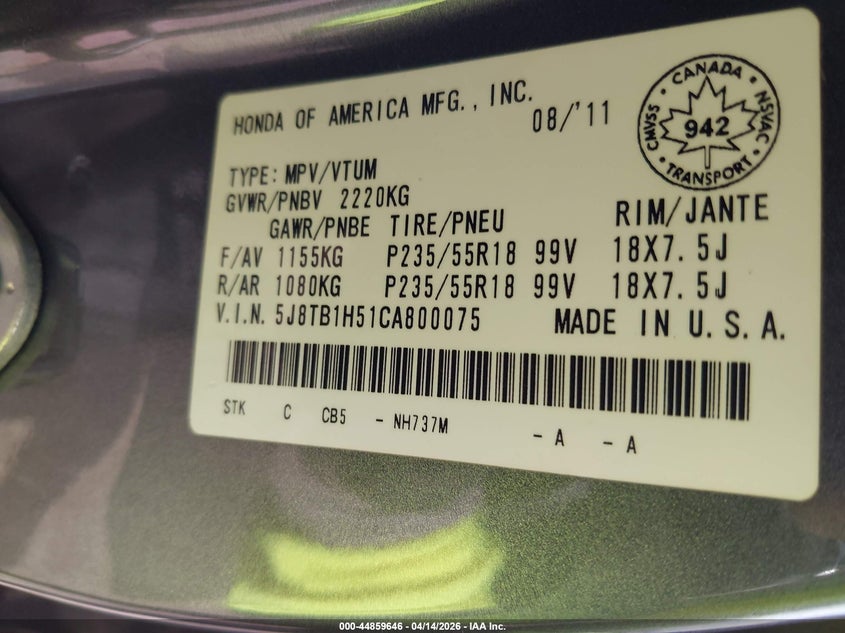 HONDA OF AMERICA MFG., INC.
08/'11
CANADA
CMVSS
NSVAC
942
TRANSPORT
TYPE: MPV/VTUM
GVWR/PNBV 2220KG
GAWR/PNBE TIRE/PNEU RIM/JANTE
F/AV 1155KG P235/55R18 99V 18X7.5J
R/AR 1080KG P235/55R18 99V 18X7.5J
V.I.N. 5J8TB1H51CA800075 MADE IN U.S.A.
STK C CB5 - NH737M - A - A
000-44859646 - 04/14/2026 - IAA Inc.